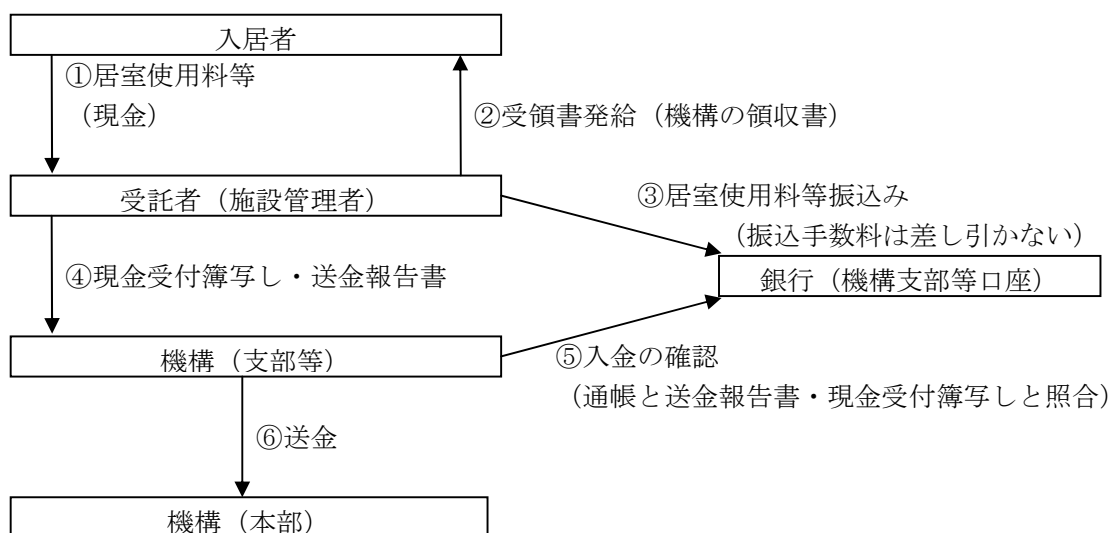 入居者
①居室使用料等
（現金）
②受領書発給（機構の領収書）
受託者（施設管理者）
③居室使用料等振込み
（振込手数料は差し引かない）
④現金受付簿写し・送金報告書
銀行（機構支部等口座）
機構（支部等）
⑤入金の確認
（通帳と送金報告書・現金受付簿写しと照合）
⑥送金
機構（本部）